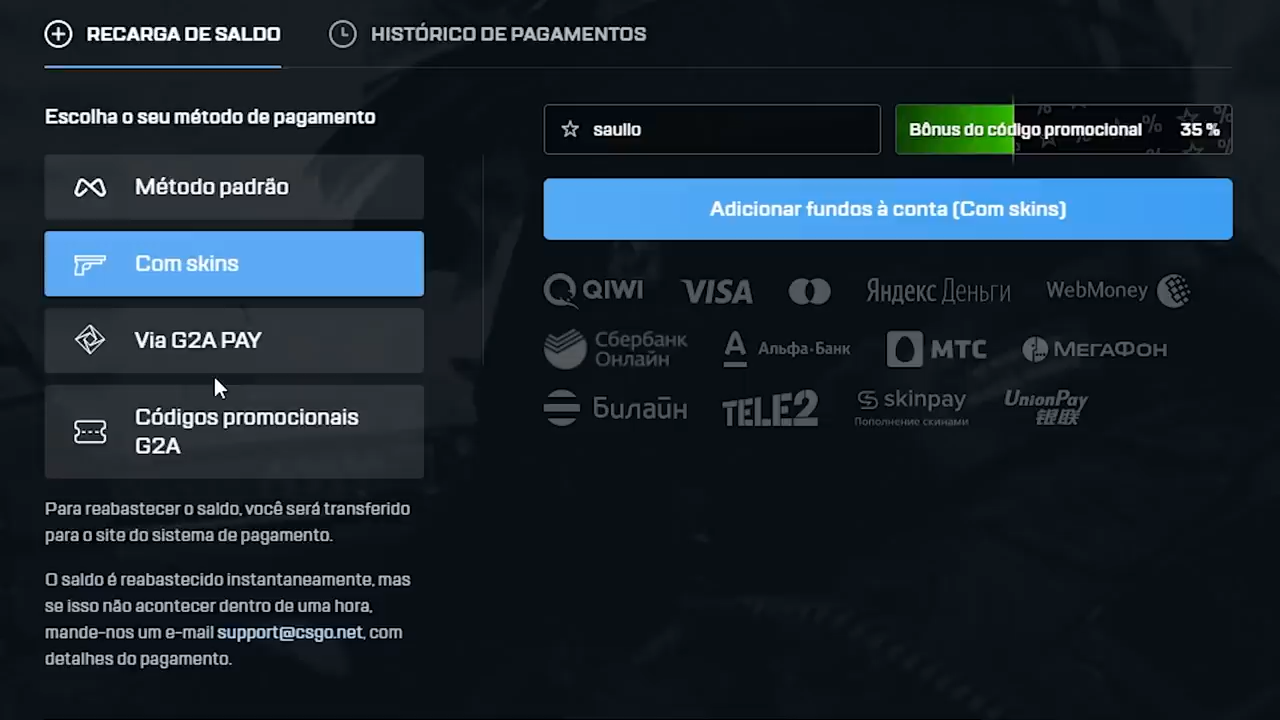 RECARGA DE SALDO
HISTÓRICO DE PAGAMENTOS
Escolha o seu método de pagamento
Método padrão
Com skins
Via G2A PAY
Códigos promocionais
G2A
Para reabastecer o saldo, você será transferido
para o site do sistema de pagamento.
O saldo é reabastecido instantaneamente, mas
se isso não acontecer dentro de uma hora,
mande-nos um e-mail support@csgo.net, com
detalhes do pagamento.
saullo
Bônus do código promocional 35 %
Adicionar fundos à conta (Com skins)
QIWI VISA Яндекс Деньги WebMoney
Сбербанк
Онлайн
Альфа·Банк МТС МЕГАФОН
Билайн TELE2 skinpay
Пополнение скинами
UnionPay
银联